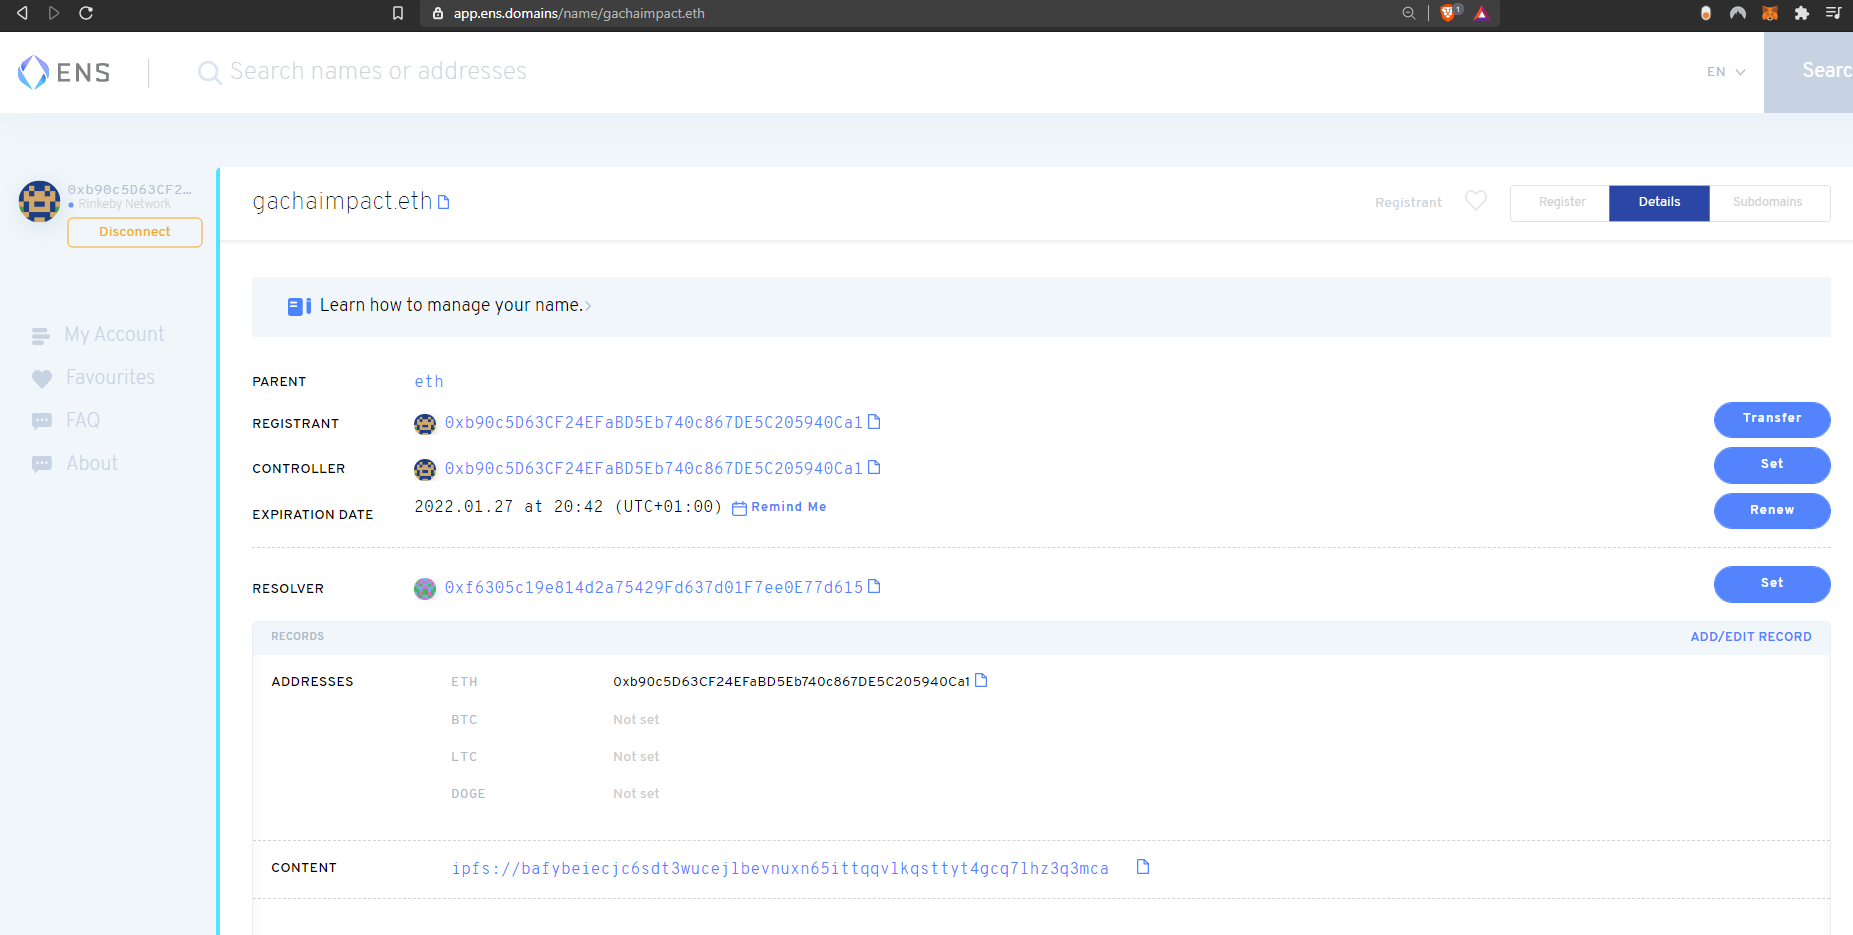 app.ens.domains/name/gachaimpact.eth
1
ENS
Search names or addresses
EN
Searc
0xb90c5D63CF2...
Rinkeby Network
Disconnect
My Account
Favourites
FAQ
About
gachaimpact.eth
Registrant
Register
Details
Subdomains
Learn how to manage your name.
PARENT
eth
REGISTRANT
0xb90c5D63CF24EFaBD5Eb740c867DE5C205940Ca1
Transfer
CONTROLLER
0xb90c5D63CF24EFaBD5Eb740c867DE5C205940Ca1
Set
EXPIRATION DATE
2022.01.27 at 20:42 (UTC+01:00)
Remind Me
Renew
RESOLVER
0xf6305c19e814d2a75429Fd637d01F7ee0E77d615
Set
RECORDS
ADD/EDIT RECORD
ADDRESSES
ETH
0xb90c5D63CF24EFaBD5Eb740c867DE5C205940Ca1
BTC
Not set
LTC
Not set
DOGE
Not set
CONTENT
ipfs://bafybeiecjc6sdt3wucejlbevnuxn65ittqqvlkqsttyt4gcq7lhz3q3mca